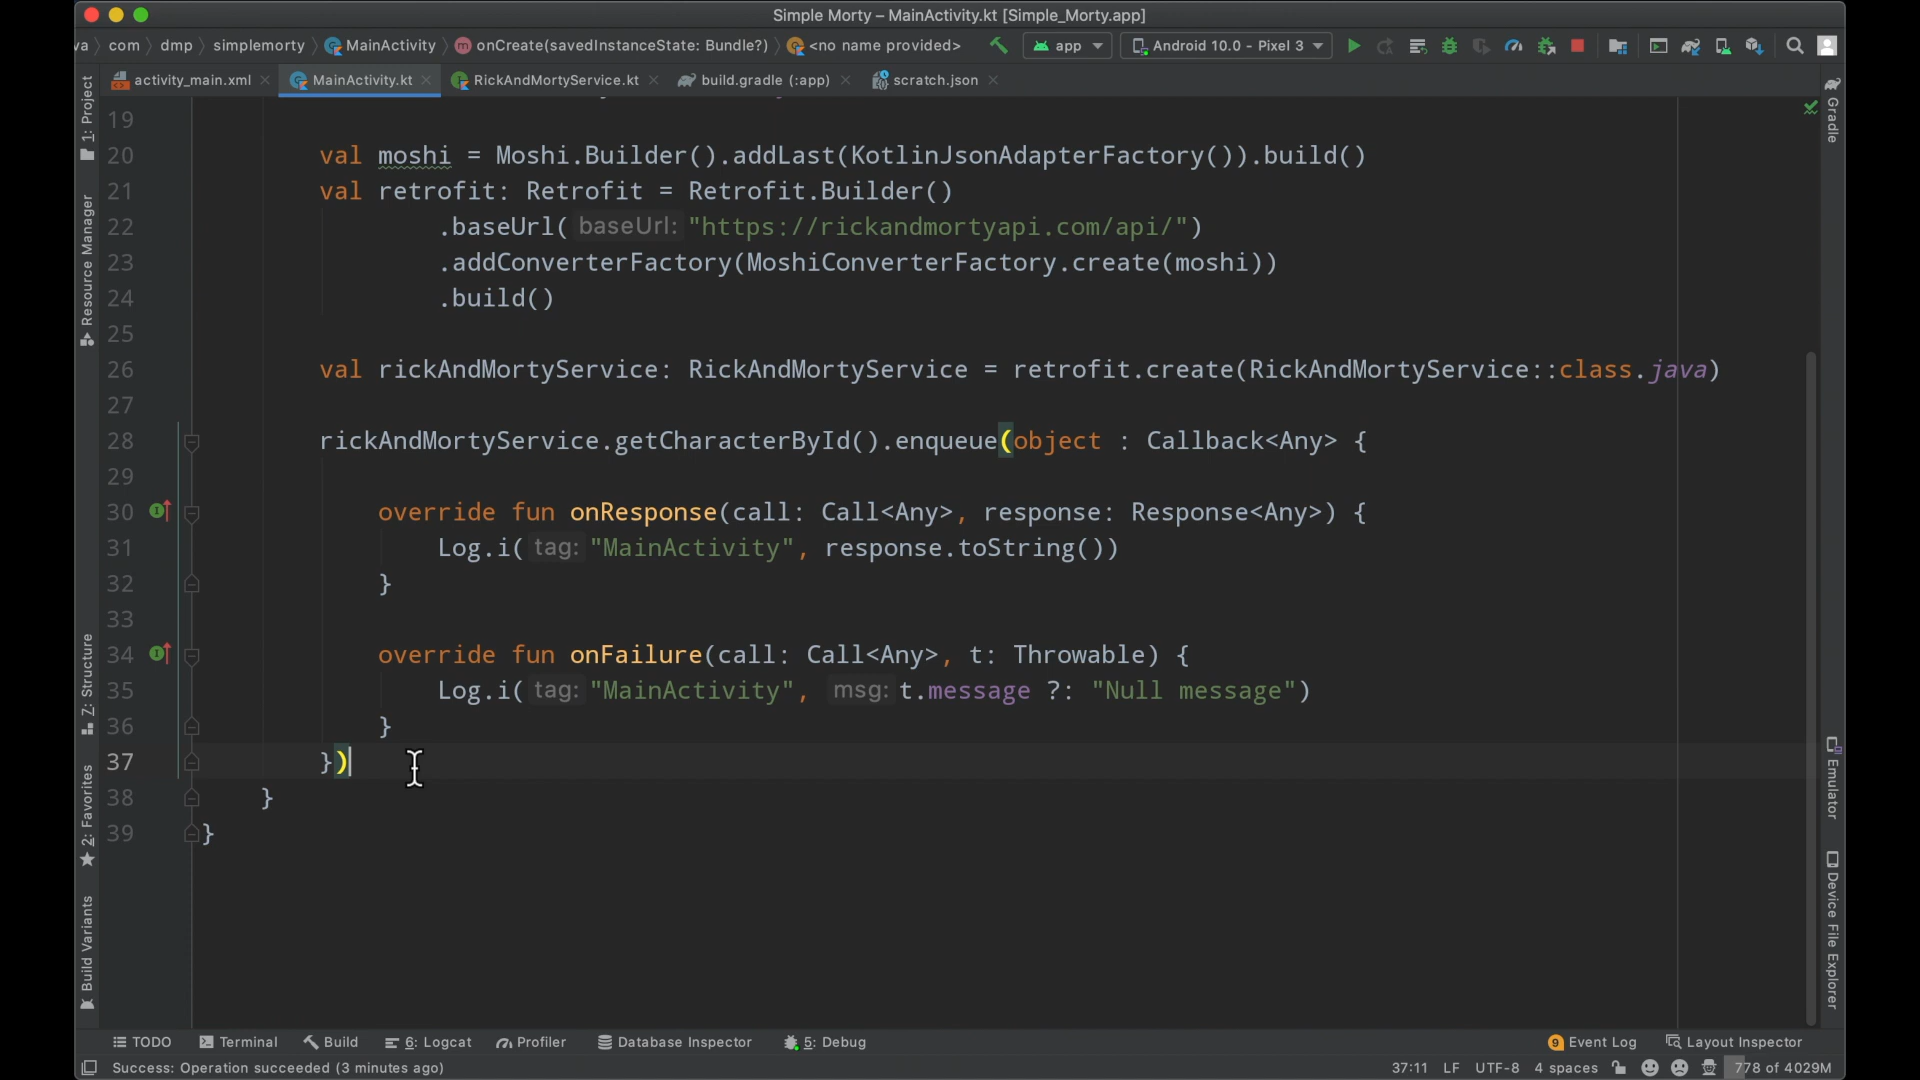 Simple Morty – MainActivity.kt [Simple_Morty.app]
va com dmp simplemorty MainActivity onCreate(savedInstanceState: Bundle?) <no name provided> app Android 10.0 - Pixel 3
activity_main.xml MainActivity.kt RickAndMortyService.kt build.gradle (:app) scratch.json
1: Project
Resource Manager
Z: Structure
2: Favorites
Build Variants
19
20 val moshi = Moshi.Builder().addLast(KotlinJsonAdapterFactory()).build()
21 val retrofit: Retrofit = Retrofit.Builder()
22 .baseUrl( baseUrl: "https://rickandmortyapi.com/api/")
23 .addConverterFactory(MoshiConverterFactory.create(moshi))
24 .build()
25
26 val rickAndMortyService: RickAndMortyService = retrofit.create(RickAndMortyService::class.java)
27
28 rickAndMortyService.getCharacterById().enqueue(object : Callback<Any> {
29
30 override fun onResponse(call: Call<Any>, response: Response<Any>) {
31 Log.i( tag: "MainActivity", response.toString())
32 }
33
34 override fun onFailure(call: Call<Any>, t: Throwable) {
35 Log.i( tag: "MainActivity", msg: t.message ?: "Null message")
36 }
37 })
38 }
39 }
Gradle
Emulator
Device File Explorer
TODO Terminal Build 6: Logcat Profiler Database Inspector 5: Debug 9 Event Log Layout Inspector
Success: Operation succeeded (3 minutes ago) 37:11 LF UTF-8 4 spaces 778 of 4029M